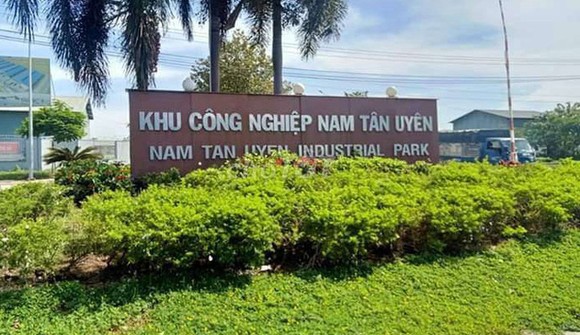 KHU CÔNG NGHIỆP NAM TÂN UYÊN
NAM TAN UYEN INDUSTRIAL PARK